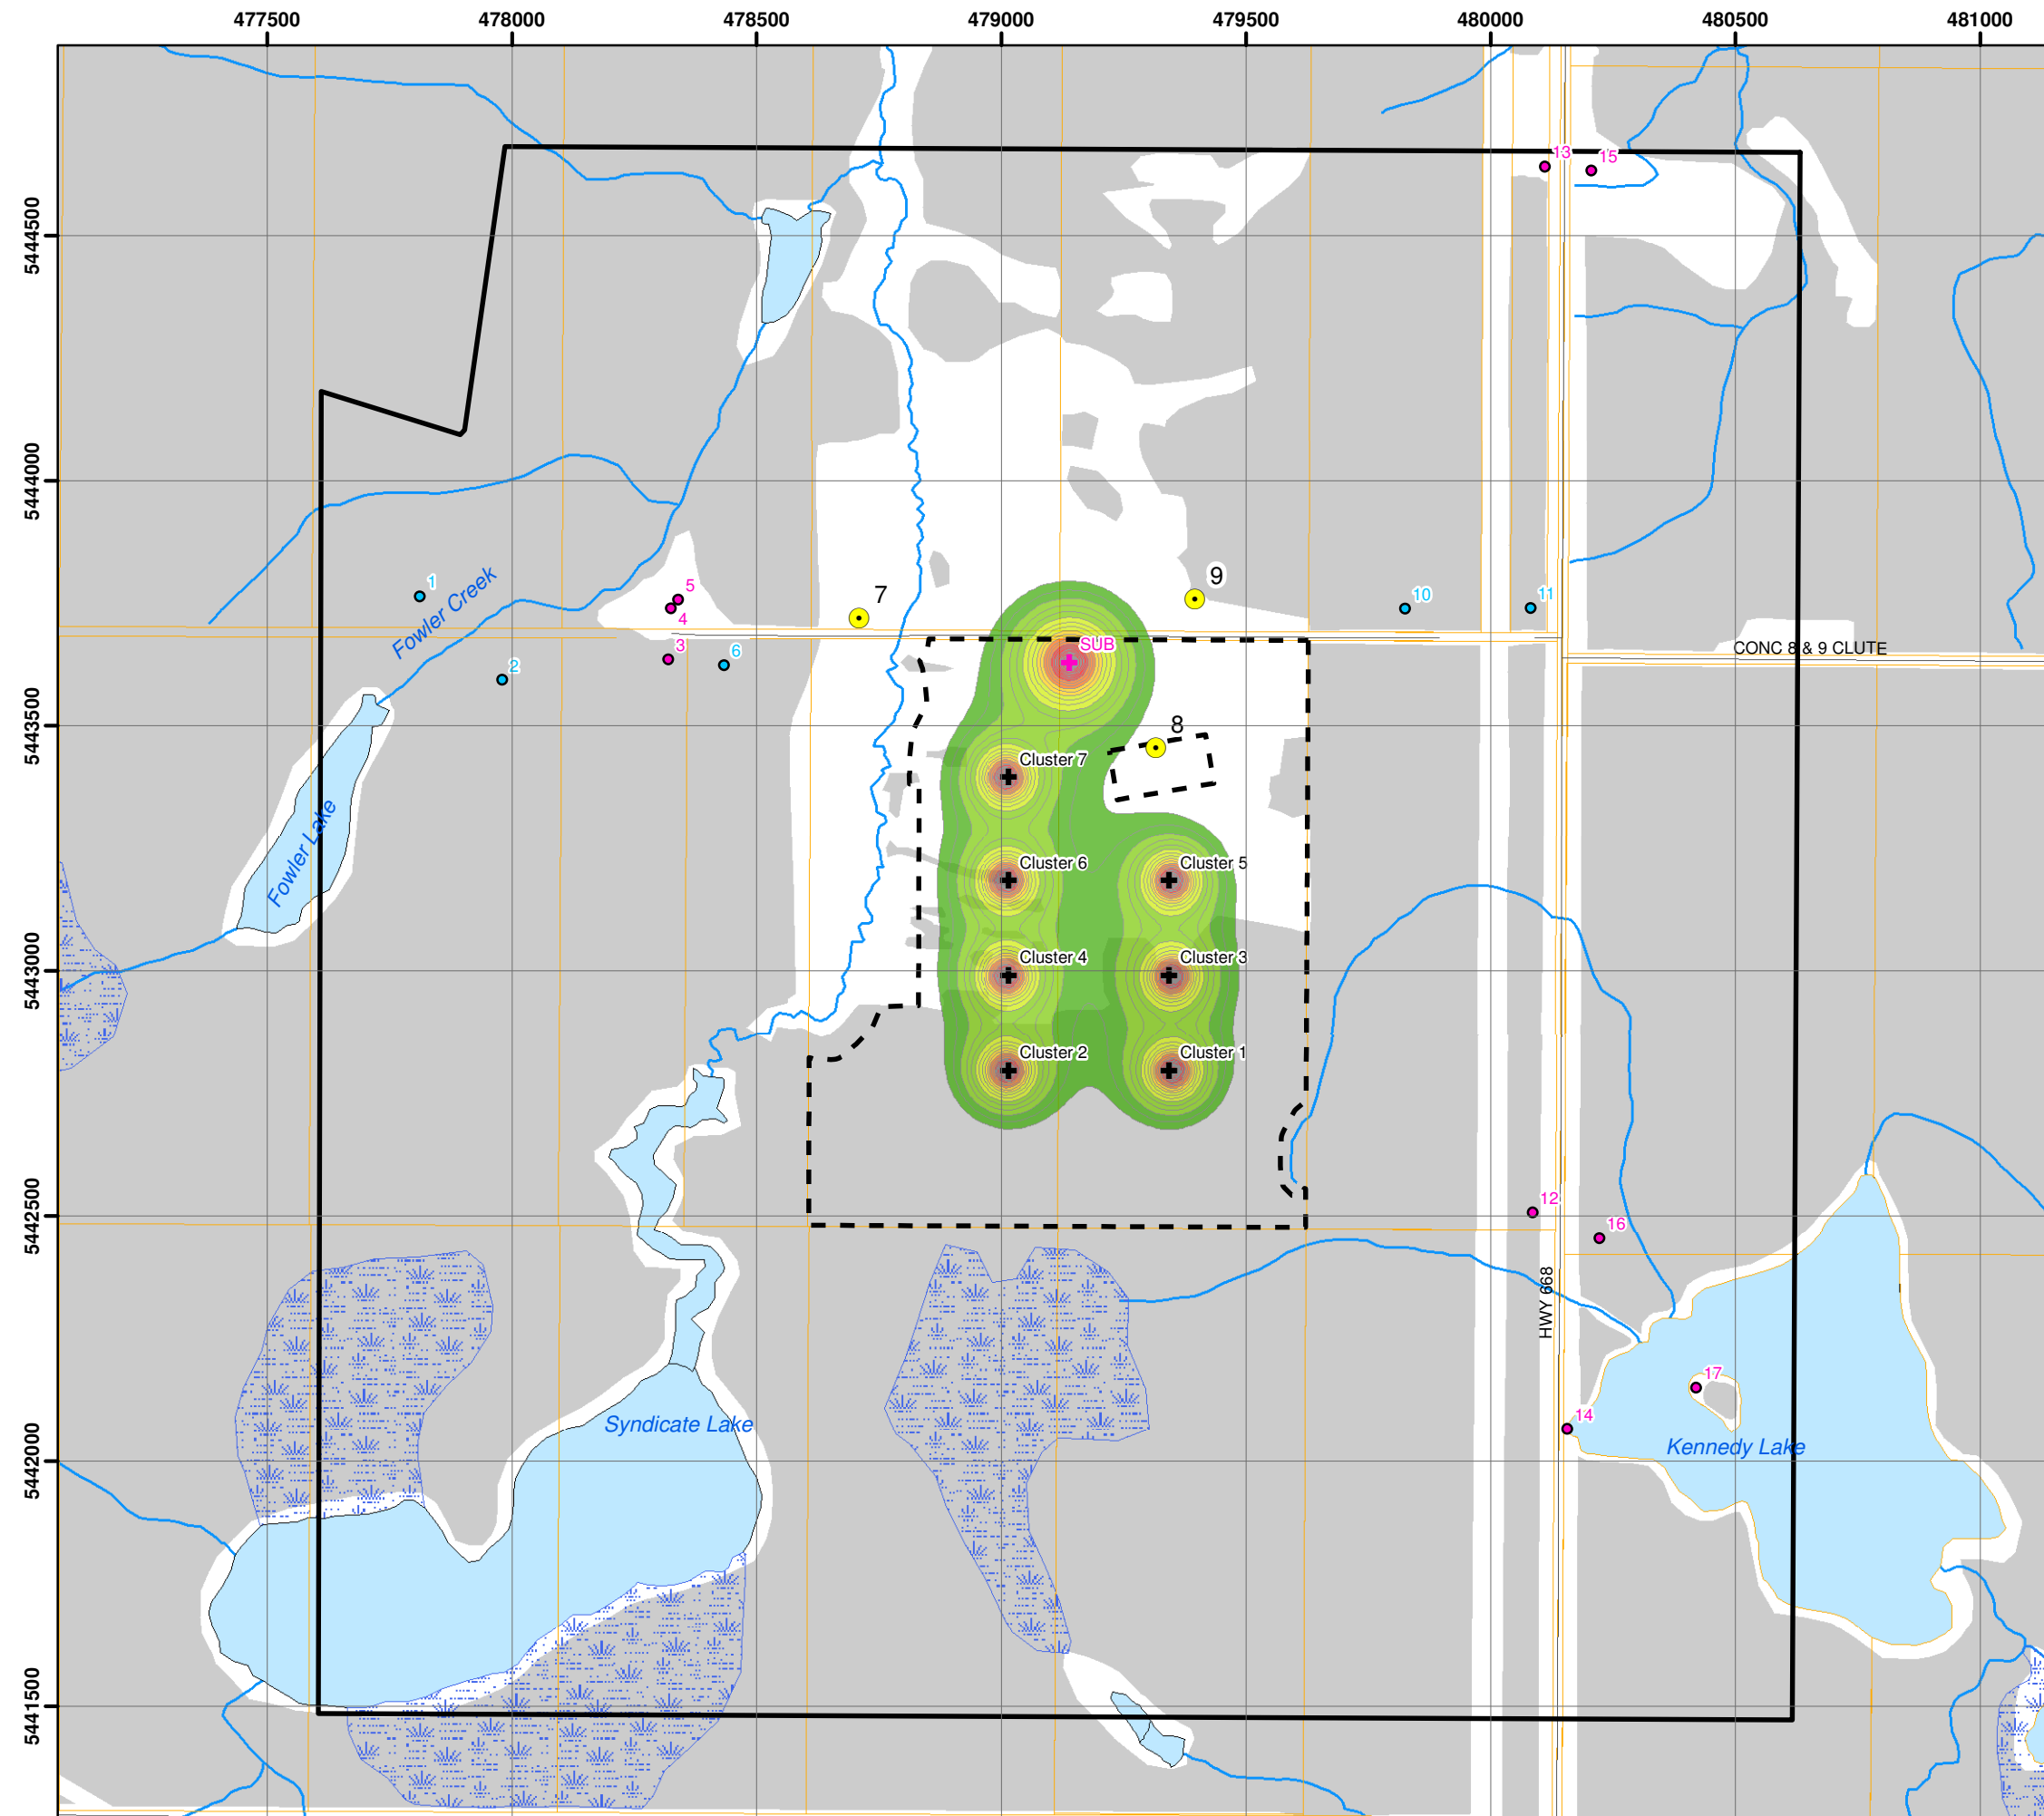 477500 478000 478500 479000 479500 480000 480500 481000
13
15
5444500
5444000
9
1
5
7
10
11
4
Fowler Creek
SUB
CONC 8 & 9 CLUTE
3
6
2
5443500
8
Cluster 7
Fowler Lake
Cluster 6
Cluster 5
5443000
Cluster 4
Cluster 3
Cluster 2
Cluster 1
5442500
12
16
HWY 668
17
14
Syndicate Lake
Kennedy Lake
5442000
5441500